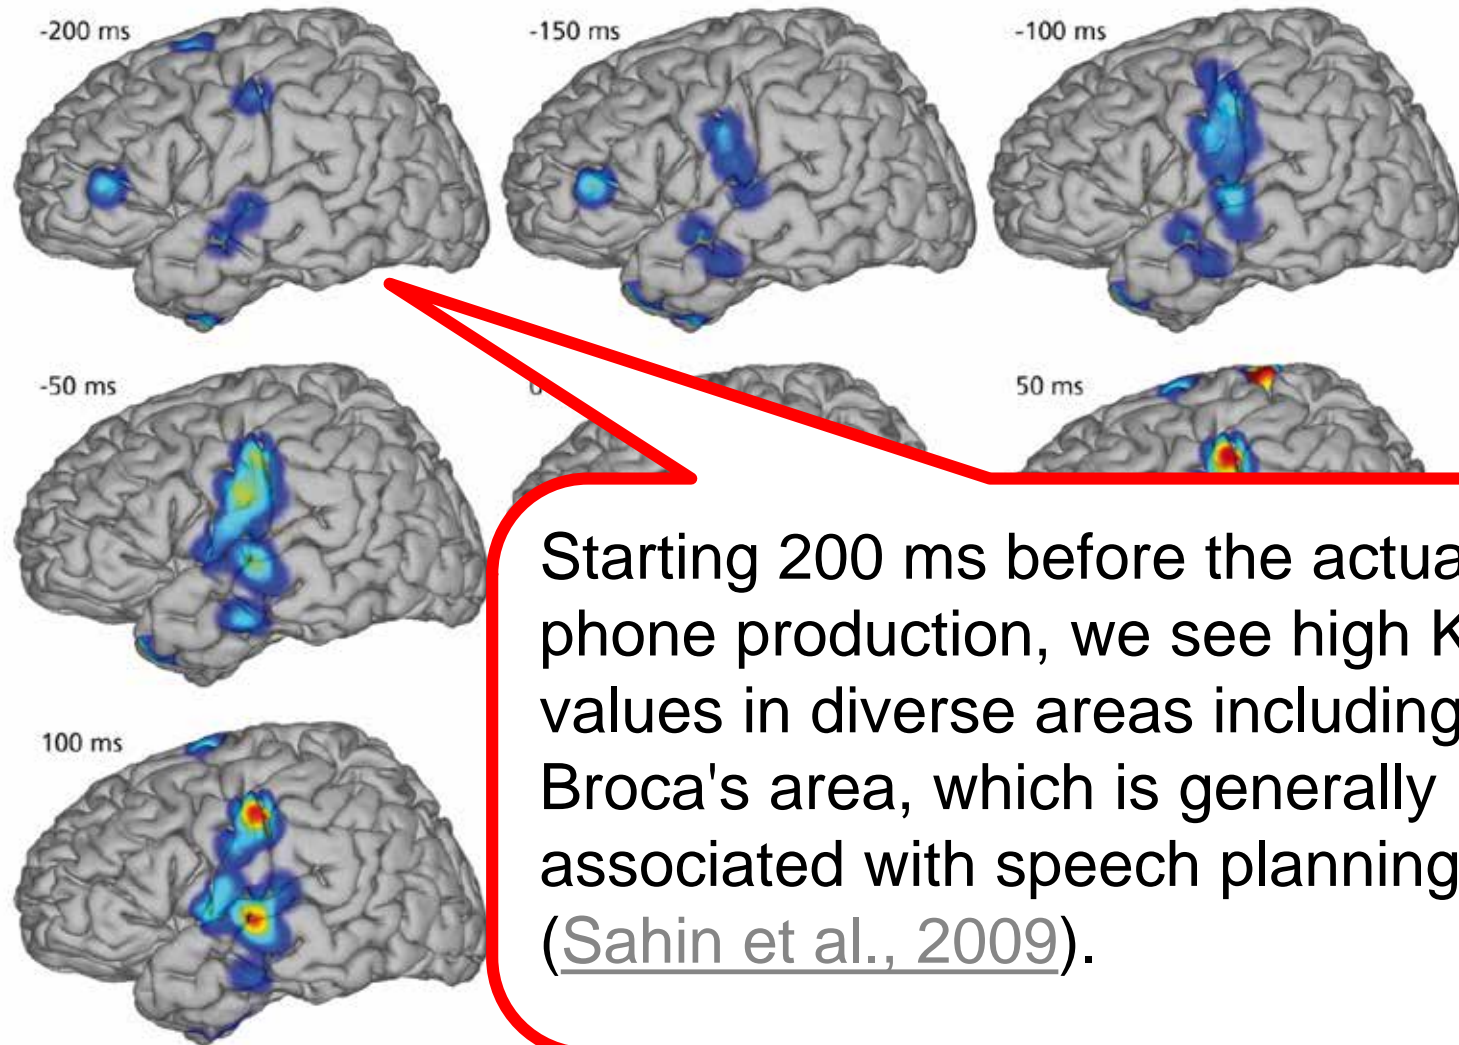 -200 ms
-150 ms
-100 ms
-50 ms
50 ms
Starting 200 ms before the
phone production, we see high
values in diverse areas including
Broca's area, which is generally
associated with speech planning
(Sahin et al., 2009).
100 ms